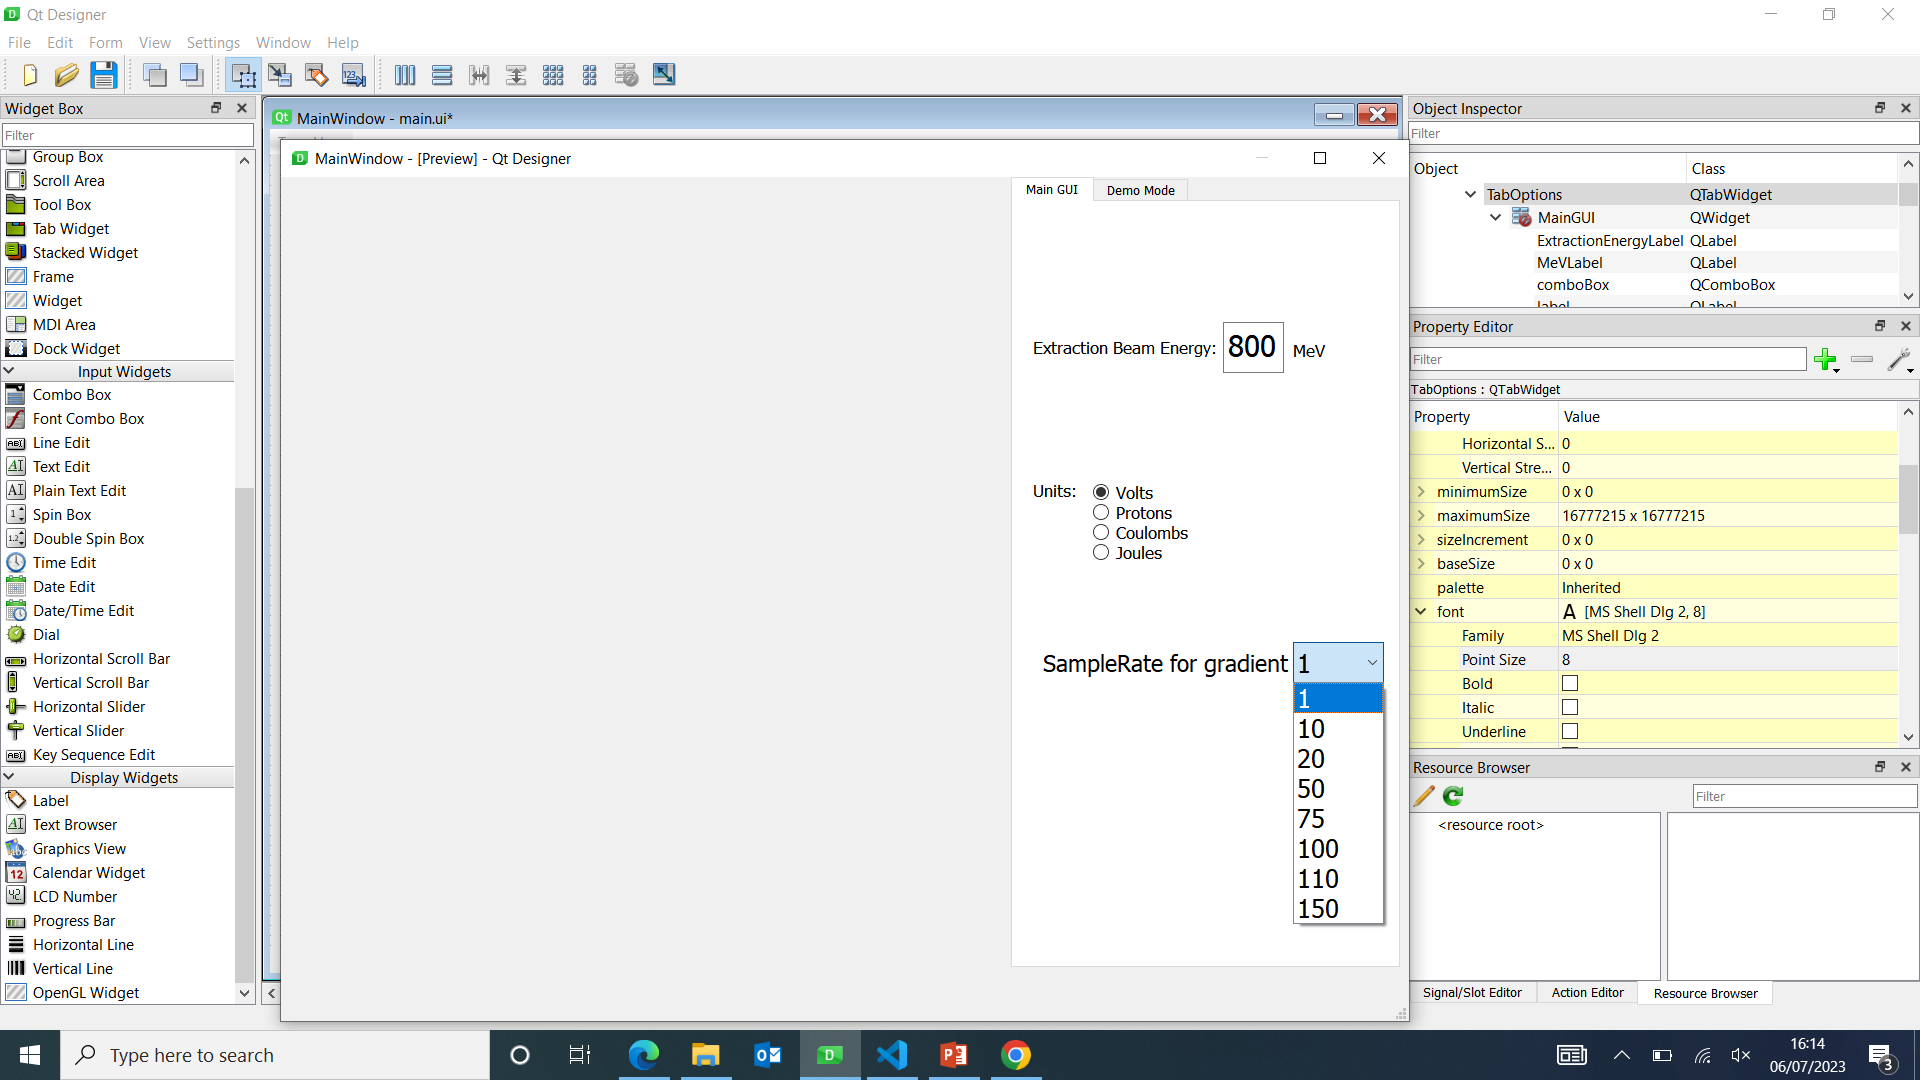 Qt Designer
File Edit Form View Settings Window Help
Widget Box
Filter
Group Box
Scroll Area
Tool Box
Tab Widget
Stacked Widget
Frame
Widget
MDI Area
Dock Widget
Input Widgets
Combo Box
Font Combo Box
Line Edit
Text Edit
Plain Text Edit
Spin Box
Double Spin Box
Time Edit
Date Edit
Date/Time Edit
Dial
Horizontal Scroll Bar
Vertical Scroll Bar
Horizontal Slider
Vertical Slider
Key Sequence Edit
Display Widgets
Label
Text Browser
Graphics View
Calendar Widget
LCD Number
Progress Bar
Horizontal Line
Vertical Line
OpenGL Widget
MainWindow - main.ui*
MainWindow - [Preview] - Qt Designer
Main GUI Demo Mode
Extraction Beam Energy: 800 MeV
Units: Volts
Protons
Coulombs
Joules
SampleRate for gradient 1
1
10
20
50
75
100
110
150
Object Inspector
Filter
Object Class
TabOptions QTabWidget
MainGUI QWidget
ExtractionEnergyLabel QLabel
MeVLabel QLabel
comboBox QComboBox
label QLabel
Property Editor
Filter
TabOptions : QTabWidget
Property Value
Horizontal S... 0
Vertical Stre... 0
minimumSize 0 x 0
maximumSize 16777215 x 16777215
sizeIncrement 0 x 0
baseSize 0 x 0
palette Inherited
font A [MS Shell Dlg 2, 8]
Family MS Shell Dlg 2
Point Size 8
Bold
Italic
Underline
Resource Browser
Filter
<resource root>
Signal/Slot Editor Action Editor Resource Browser
Type here to search
16:14
06/07/2023
3